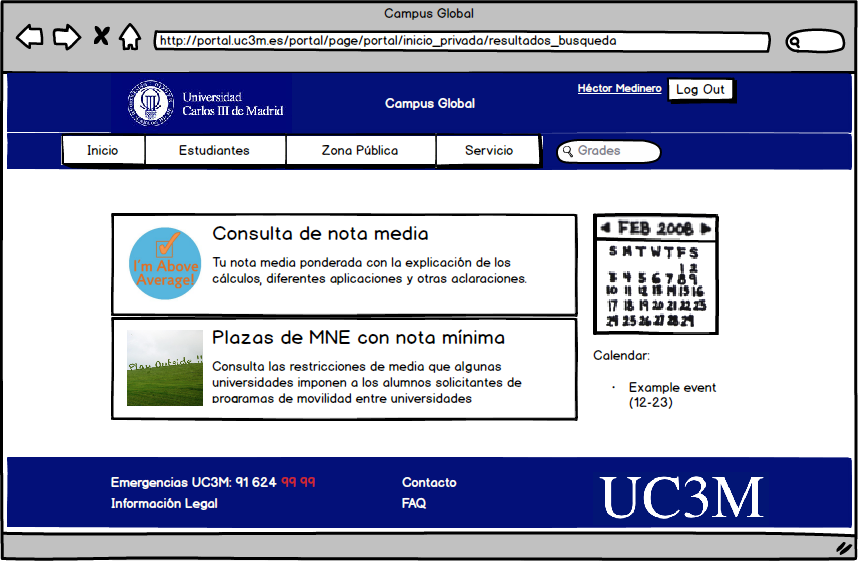 Campus Global
http://portal.uc3m.es/portal/page/portal/inicio_privada/resultados_busqueda
Universidad
Carlos III de Madrid
Campus Global
Héctor Medinero
Log Out
Inicio
Estudiantes
Zona Pública
Servicio
Grades
I'm Above
Average!
Consulta de nota media
Tu nota media ponderada con la explicación de los
cálculos, diferentes aplicaciones y otras aclaraciones.
Play Outside !!
Plazas de MNE con nota mínima
Consulta las restricciones de media que algunas
universidades imponen a los alumnos solicitantes de
programas de movilidad entre universidades
FEB 2008
S M T W T F S
1 2
3 4 5 6 7 8 9
10 11 12 13 14 15 16
17 18 19 20 21 22 23
24 25 26 27 28 29
Calendar:
· Example event
(12-23)
Emergencias UC3M: 91 624 99 99
Información Legal
Contacto
FAQ
UC3M